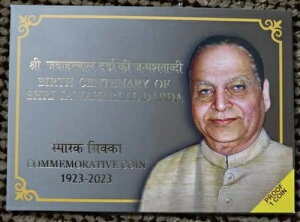 श्री जवाहरलाल दर्डा की जन्मशताब्दी
BIRTH CENTENARY OF
SHRI JAWAHARLAL DARDA
स्मारक सिक्का
COMMEMORATIVE COIN
1923-2023
PROOF
1 COIN